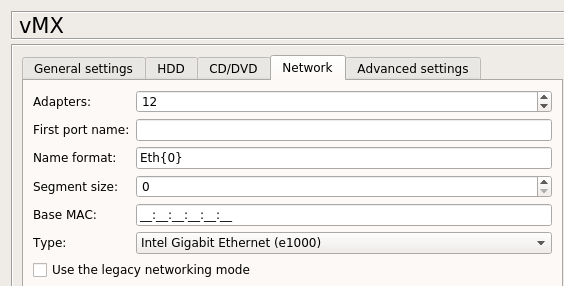 vMX
General settings HDD CD/DVD Network Advanced settings
Adapters: 12
First port name:
Name format: Eth{0}
Segment size: 0
Base MAC: __:__:__:__:__:__
Type: Intel Gigabit Ethernet (e1000)
Use the legacy networking mode